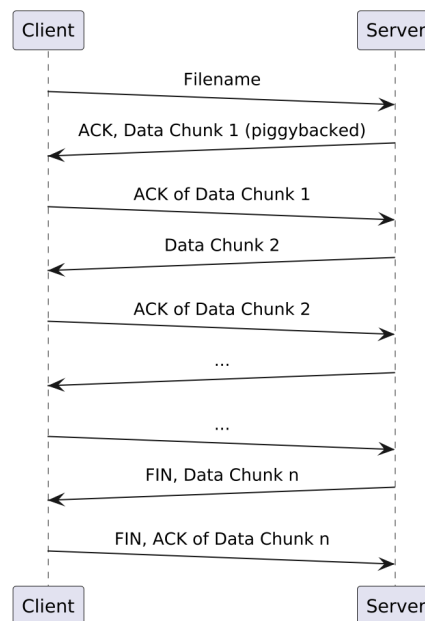 Client Server
Filename
ACK, Data Chunk 1 (piggybacked)
ACK of Data Chunk 1
Data Chunk 2
ACK of Data Chunk 2
...
...
FIN, Data Chunk n
FIN, ACK of Data Chunk n
Client Server